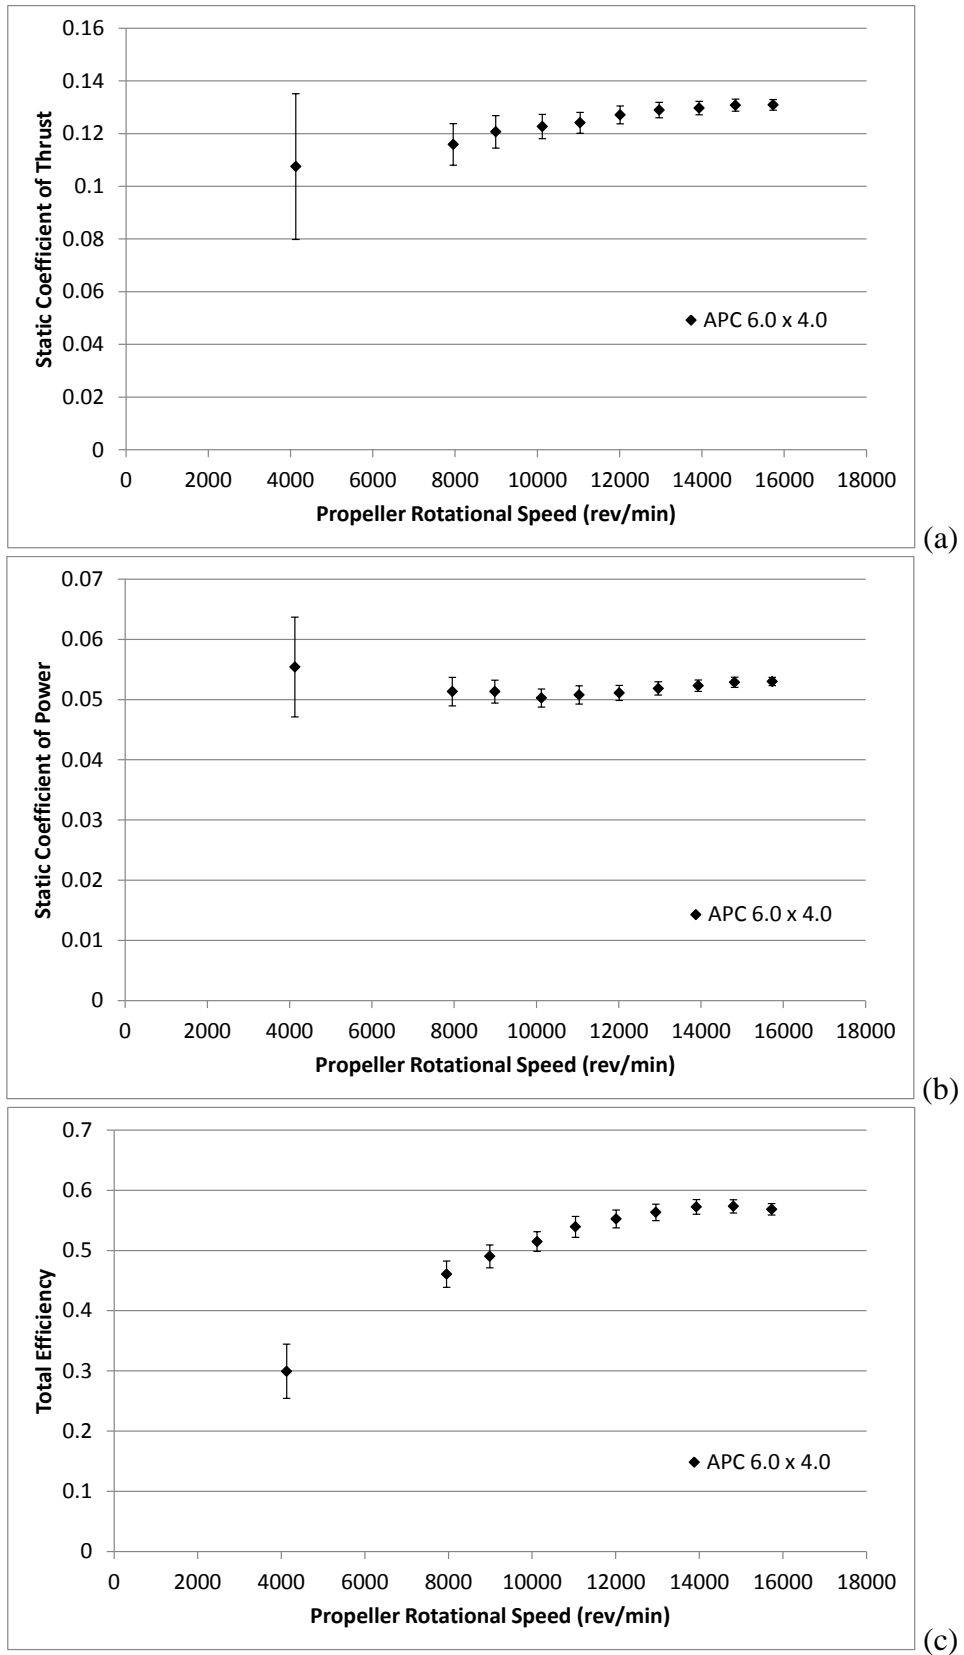 0.16
0.14
0.12
0.1
0.08
0.06
0.04
0.02
0
Static Coefficient of Thrust
APC 6.0 x 4.0
0 2000 4000 6000 8000 10000 12000 14000 16000 18000
Propeller Rotational Speed (rev/min)
(a)
0.07
0.06
0.05
0.04
0.03
0.02
0.01
0
Static Coefficient of Power
APC 6.0 x 4.0
0 2000 4000 6000 8000 10000 12000 14000 16000 18000
Propeller Rotational Speed (rev/min)
(b)
0.7
0.6
0.5
0.4
0.3
0.2
0.1
0
Total Efficiency
APC 6.0 x 4.0
0 2000 4000 6000 8000 10000 12000 14000 16000 18000
Propeller Rotational Speed (rev/min)
(c)